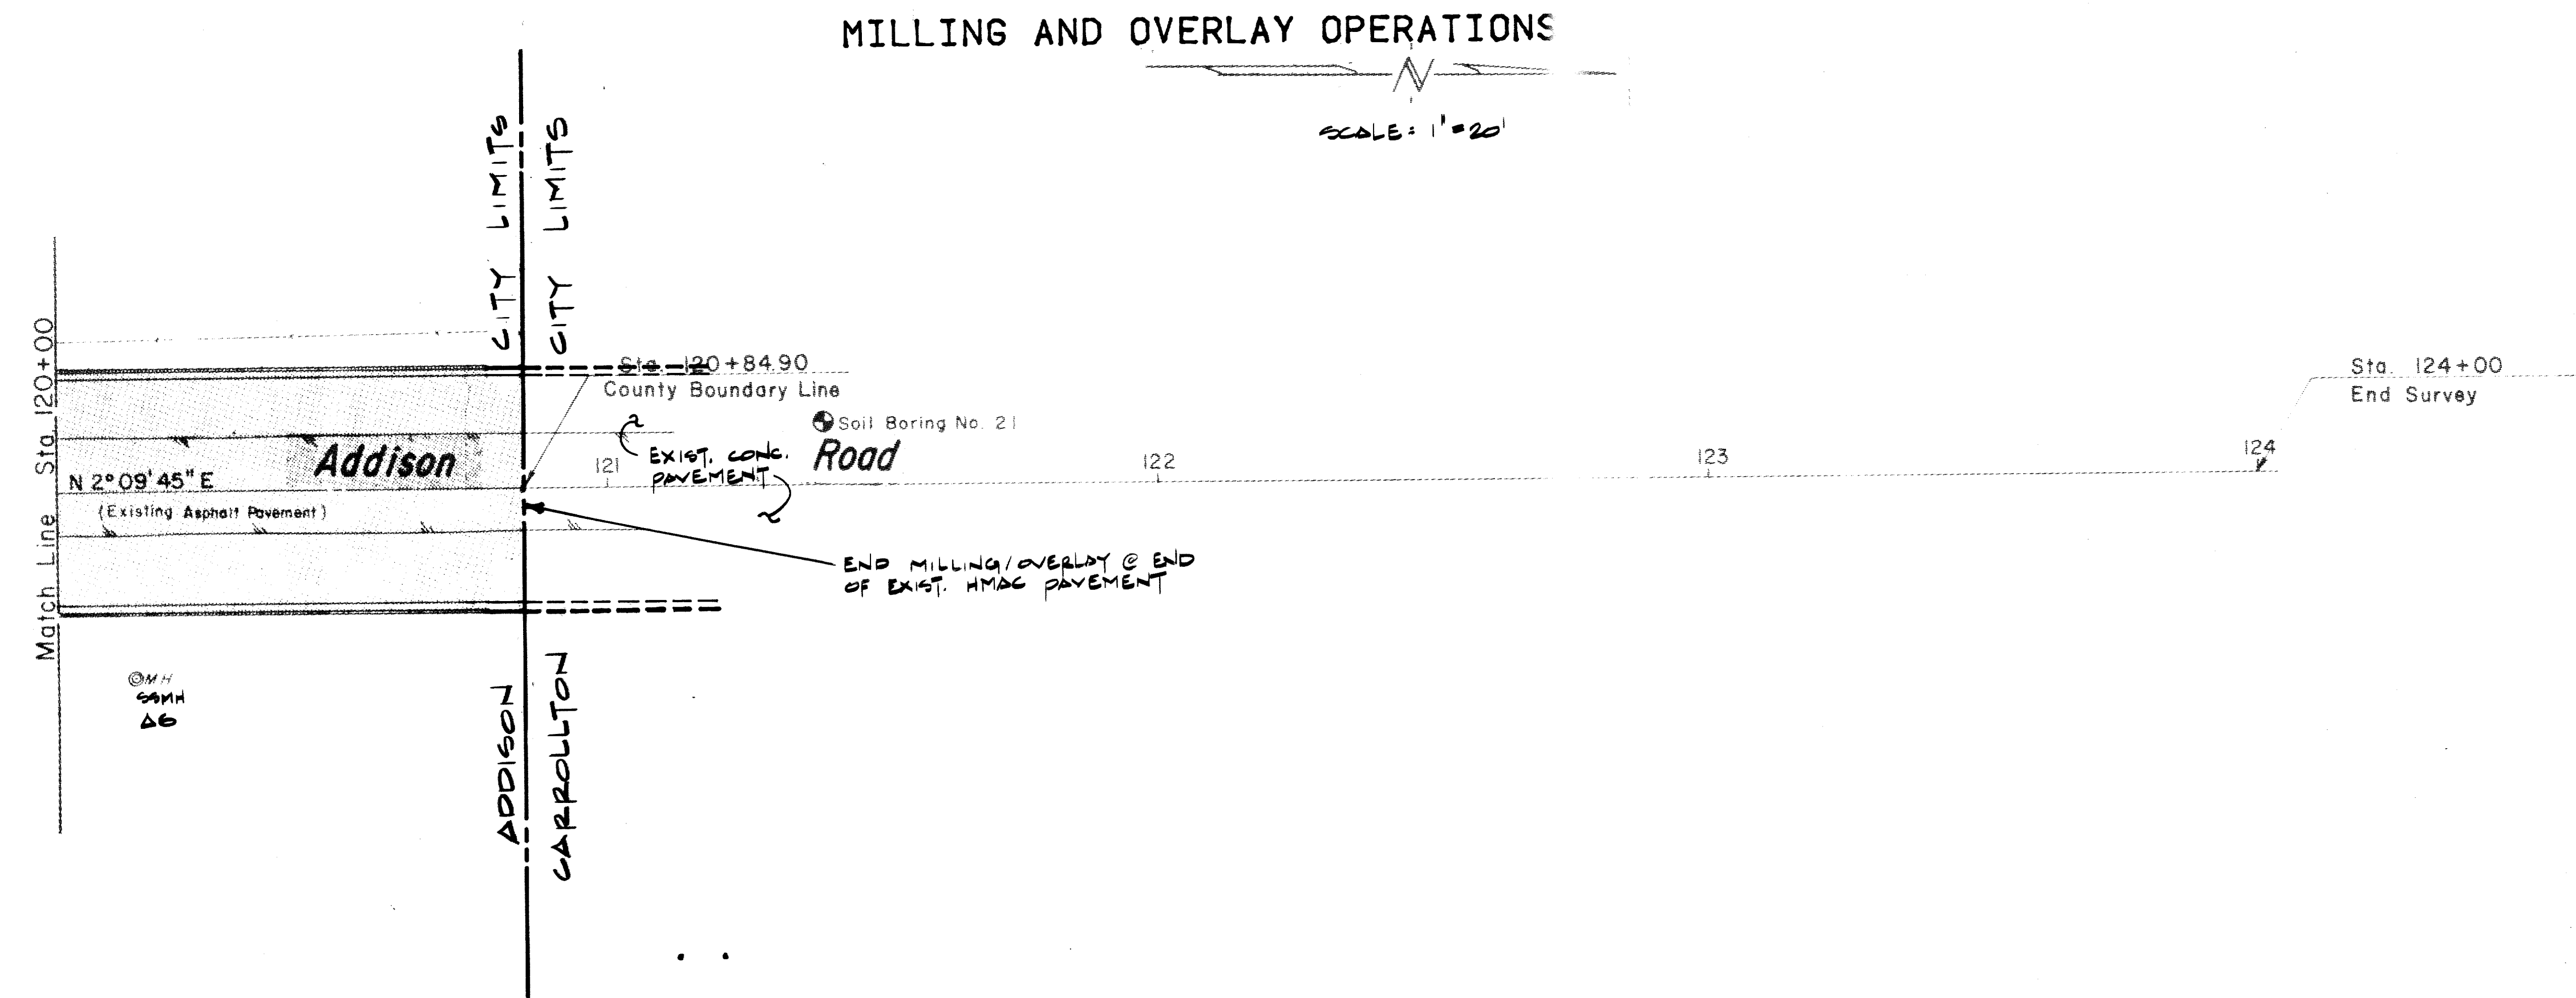 MILLING AND OVERLAY OPERATIONS
N
SCALE: 1"=20'
CITY LIMITS
CITY LIMITS
Match Line Sta. 120+00
Sta. 120+84.90
County Boundary Line
Sta. 124+00
End Survey
Soil Boring No. 21
Addison Road
EXIST. CONC.
PAVEMENT
121
122
123
124
N 2°09'45" E
(Existing Asphalt Pavement)
END MILLING/OVERLAY @ END
OF EXIST. HMAC PAVEMENT
MH
SSMH
A6
ADDISON
CARROLLTON